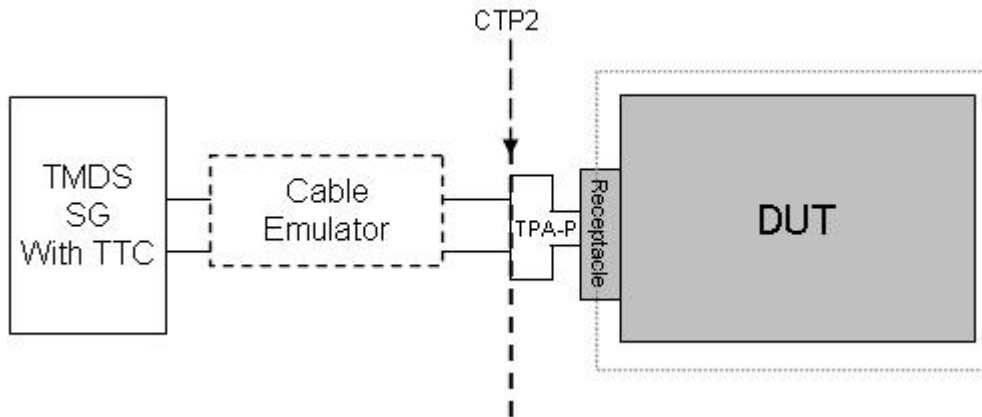 CTP2
TMDS
SG
With TTC
Cable
Emulator
TPA-P
Receptacle
DUT